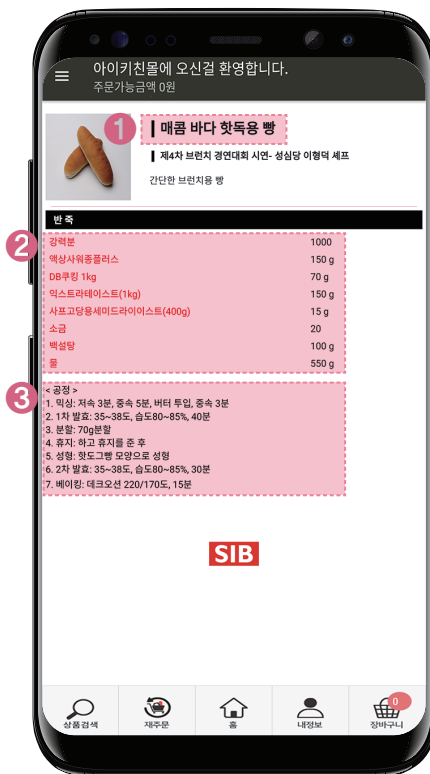 아이키친몰에 오신걸 환영합니다.
주문가능금액 0원
1
매콤 바다 핫독용 빵
제4차 브런치 경연대회 시연- 성심당 이형덕 셰프
간단한 브런치용 빵
반 죽
2
강력분 1000
액상사워종플러스 150 g
DB쿠킹 1kg 70 g
익스트라테이스트(1kg) 150 g
사프고당용세미드라이이스트(400g) 15 g
소금 20
백설탕 100 g
물 550 g
3
< 공정 >
1. 믹싱: 저속 3분, 중속 5분, 버터 투입, 중속 3분
2. 1차 발효: 35~38도, 습도80~85%, 40분
3. 분할: 70g분할
4. 휴지: 하고 휴지를 준 후
5. 성형: 핫도그빵 모양으로 성형
6. 2차 발효: 35~38도, 습도80~85%, 30분
7. 베이킹: 데크오션 220/170도, 15분
SIB
상품검색 재주문 홈 내정보 장바구니 0